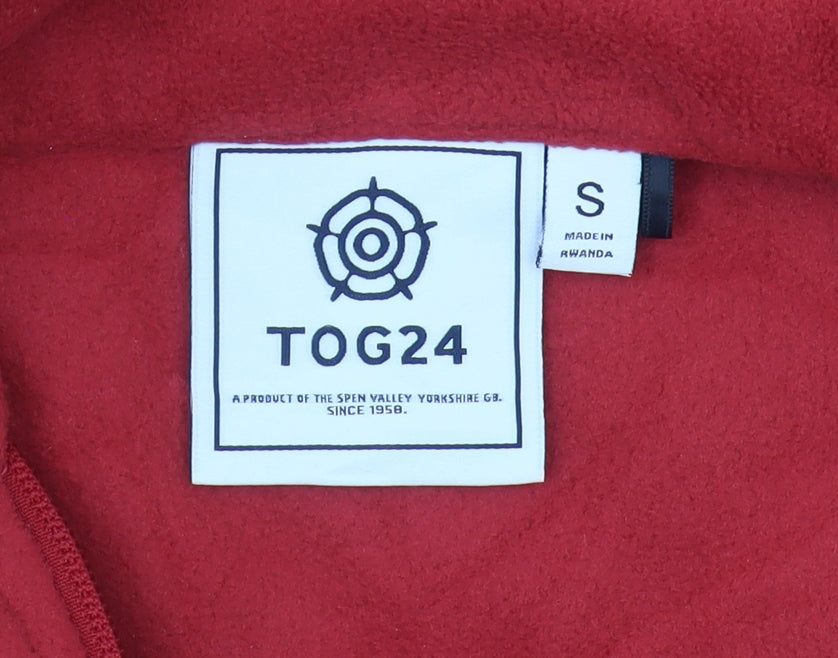 TOG24
A PRODUCT OF THE SPEN VALLEY YORKSHIRE GB.
SINCE 1958.
S
MADE IN
RWANDA